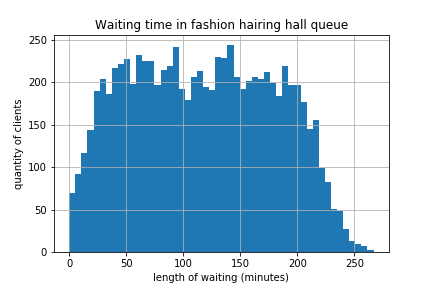 Waiting time in fashion hairing hall queue
250
200
150
100
50
0
quantity of clients
0 50 100 150 200 250
length of waiting (minutes)